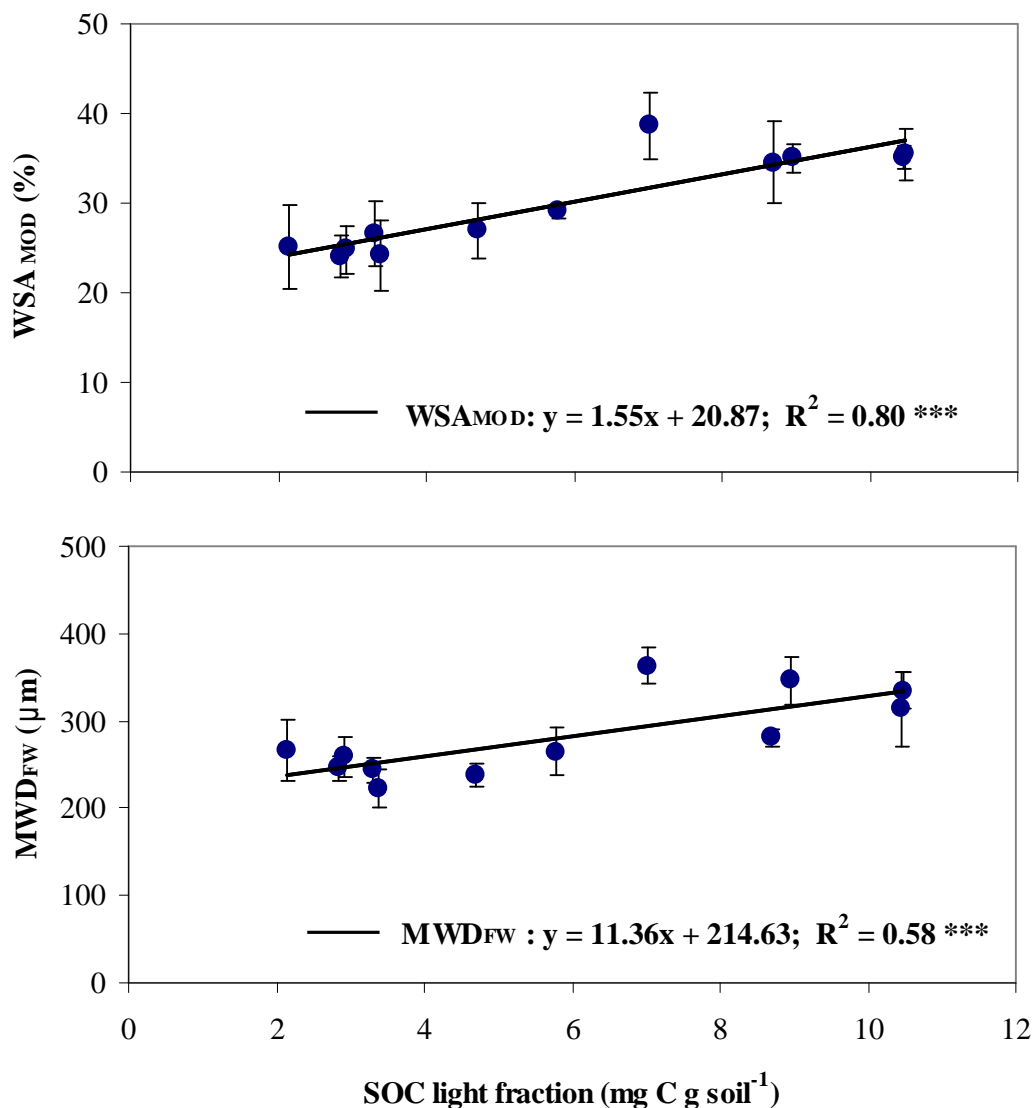 50
40
30
20
10
0
WSA MOD (%)
WSAMOD: y = 1.55x + 20.87; R² = 0.80 ***
500
400
300
200
100
0
MWDFW (µm)
MWDFW : y = 11.36x + 214.63; R² = 0.58 ***
0 2 4 6 8 10 12
SOC light fraction (mg C g soil⁻¹)